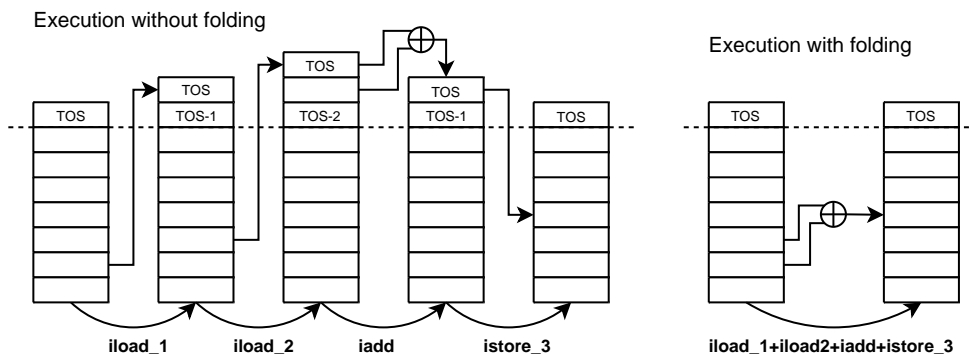 Execution without folding
Execution with folding
TOS
TOS
TOS-1
TOS
TOS-2
TOS
TOS-1
TOS
TOS
TOS
iload_1
iload_2
iadd
istore_3
iload_1+iload2+iadd+istore_3